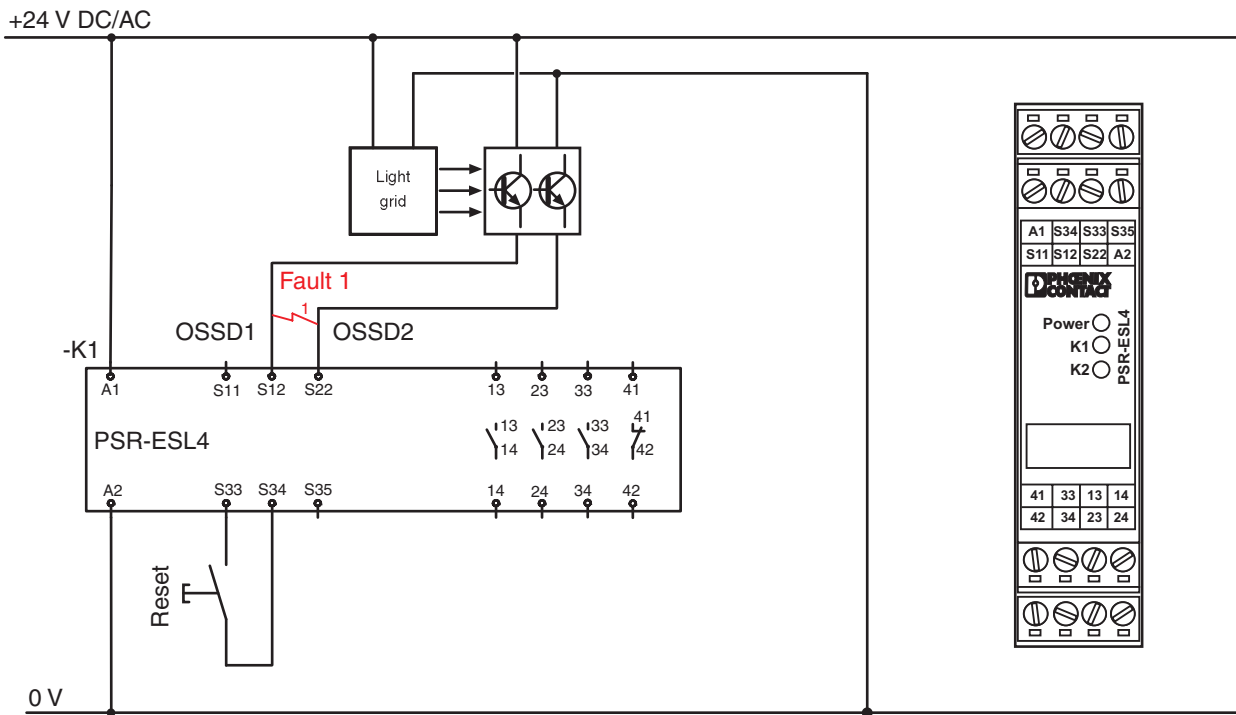 +24 V DC/AC
Light
grid
Fault 1
1
OSSD1
OSSD2
-K1
A1 S11 S12 S22 13 23 33 41
PSR-ESL4
13 23 33 41
14 24 34 42
A2 S33 S34 S35 14 24 34 42
Reset
0 V
A1 S34 S33 S35
S11 S12 S22 A2
PHŒNIX
CONTACT
Power
K1
K2
PSR-ESL4
41 33 13 14
42 34 23 24